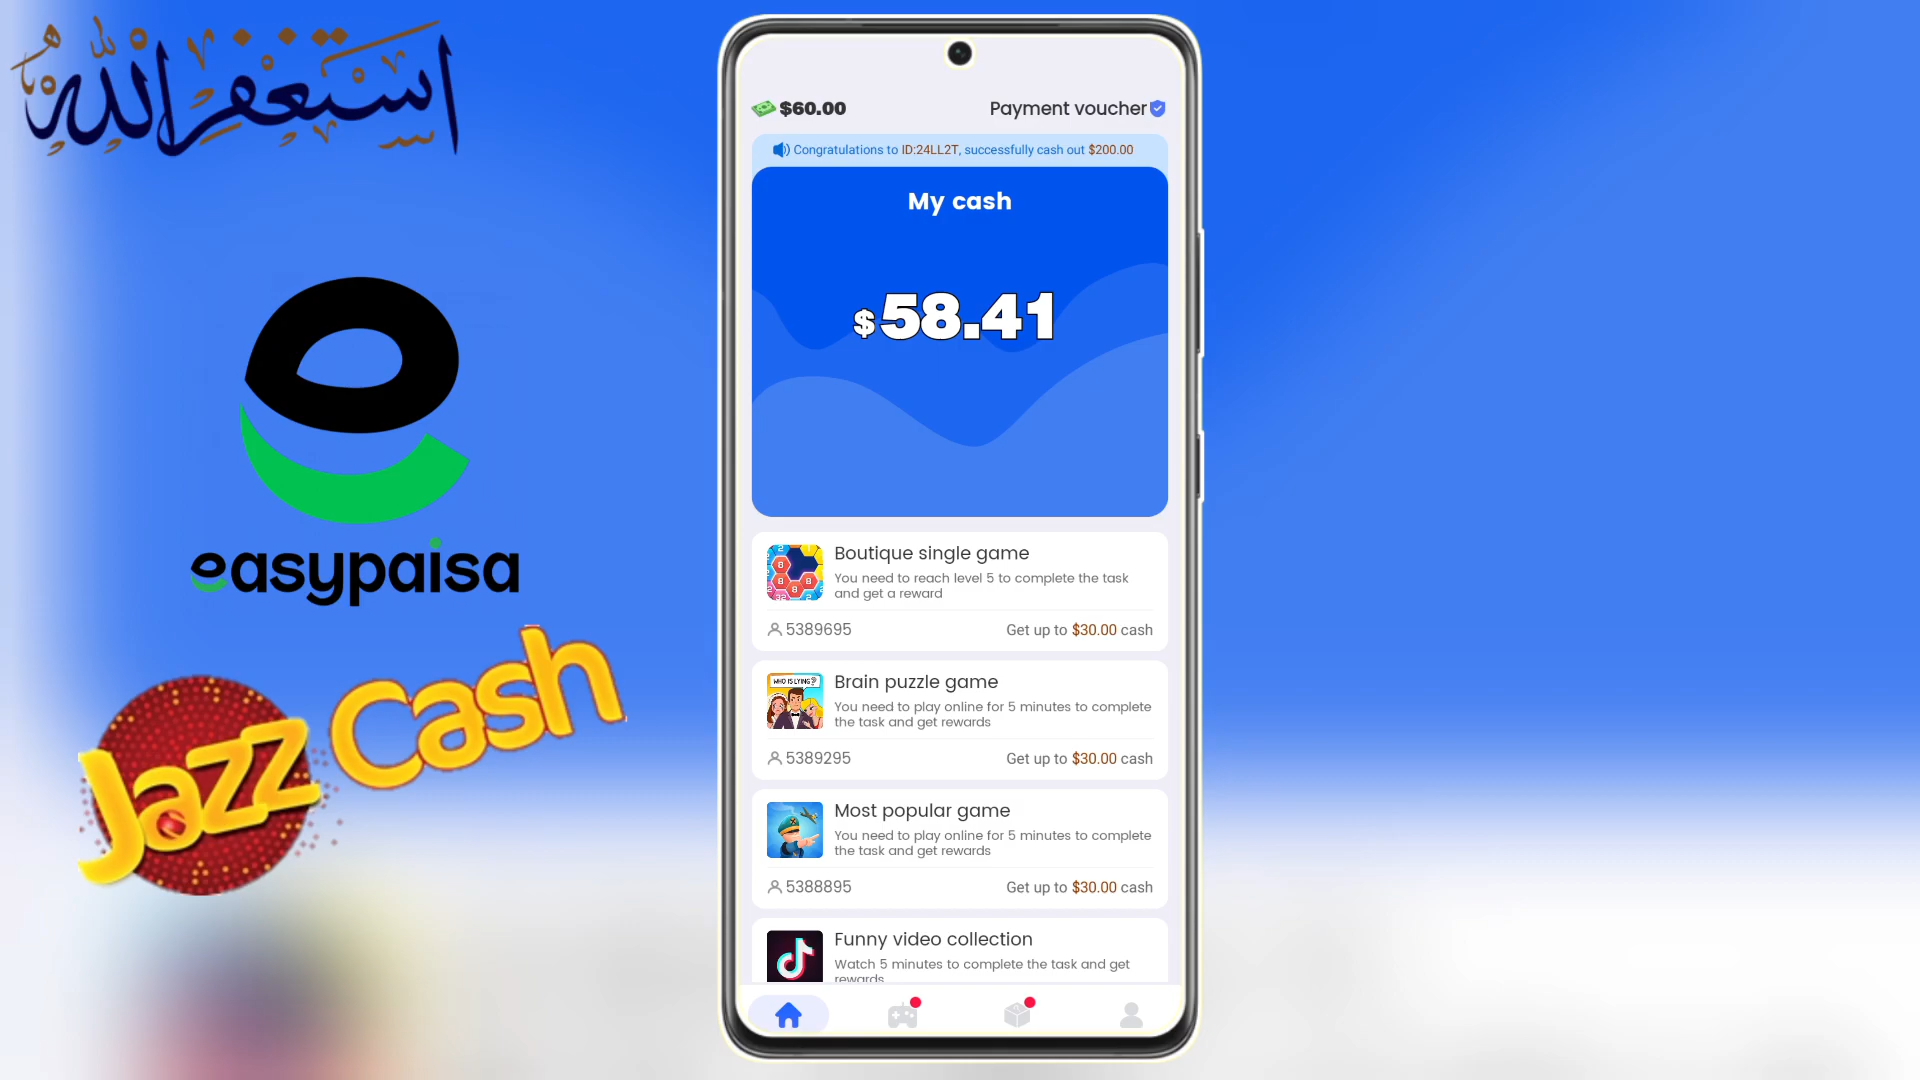 استغفرالله
easypaisa
Jazz Cash
$60.00
Payment voucher
Congratulations to ID:24LL2T, successfully cash out $200.00
My cash
$58.41
Boutique single game
You need to reach level 5 to complete the task
and get a reward
5389695
Get up to $30.00 cash
WHO IS LYING?
Brain puzzle game
You need to play online for 5 minutes to complete
the task and get rewards
5389295
Get up to $30.00 cash
Most popular game
You need to play online for 5 minutes to complete
the task and get rewards
5388895
Get up to $30.00 cash
Funny video collection
Watch 5 minutes to complete the task and get
rewards